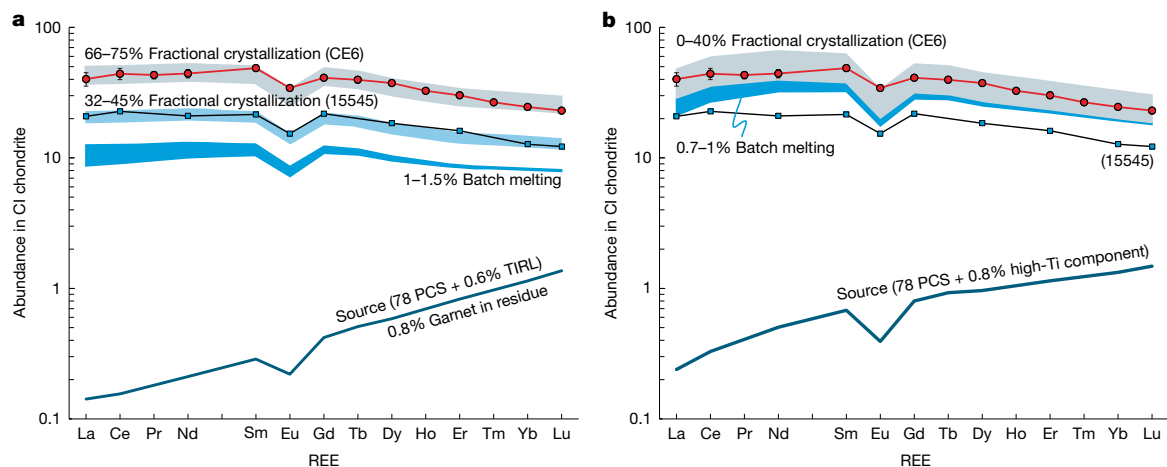 a
100
10
1
0.1
Abundance in CI chondrite
66–75% Fractional crystallization (CE6)
32–45% Fractional crystallization (15545)
1–1.5% Batch melting
Source (78 PCS + 0.6% TIRL)
0.8% Garnet in residue
La Ce Pr Nd Sm Eu Gd Tb Dy Ho Er Tm Yb Lu
REE
b
100
10
1
0.1
Abundance in CI chondrite
0–40% Fractional crystallization (CE6)
0.7–1% Batch melting
(15545)
Source (78 PCS + 0.8% high-Ti component)
La Ce Pr Nd Sm Eu Gd Tb Dy Ho Er Tm Yb Lu
REE